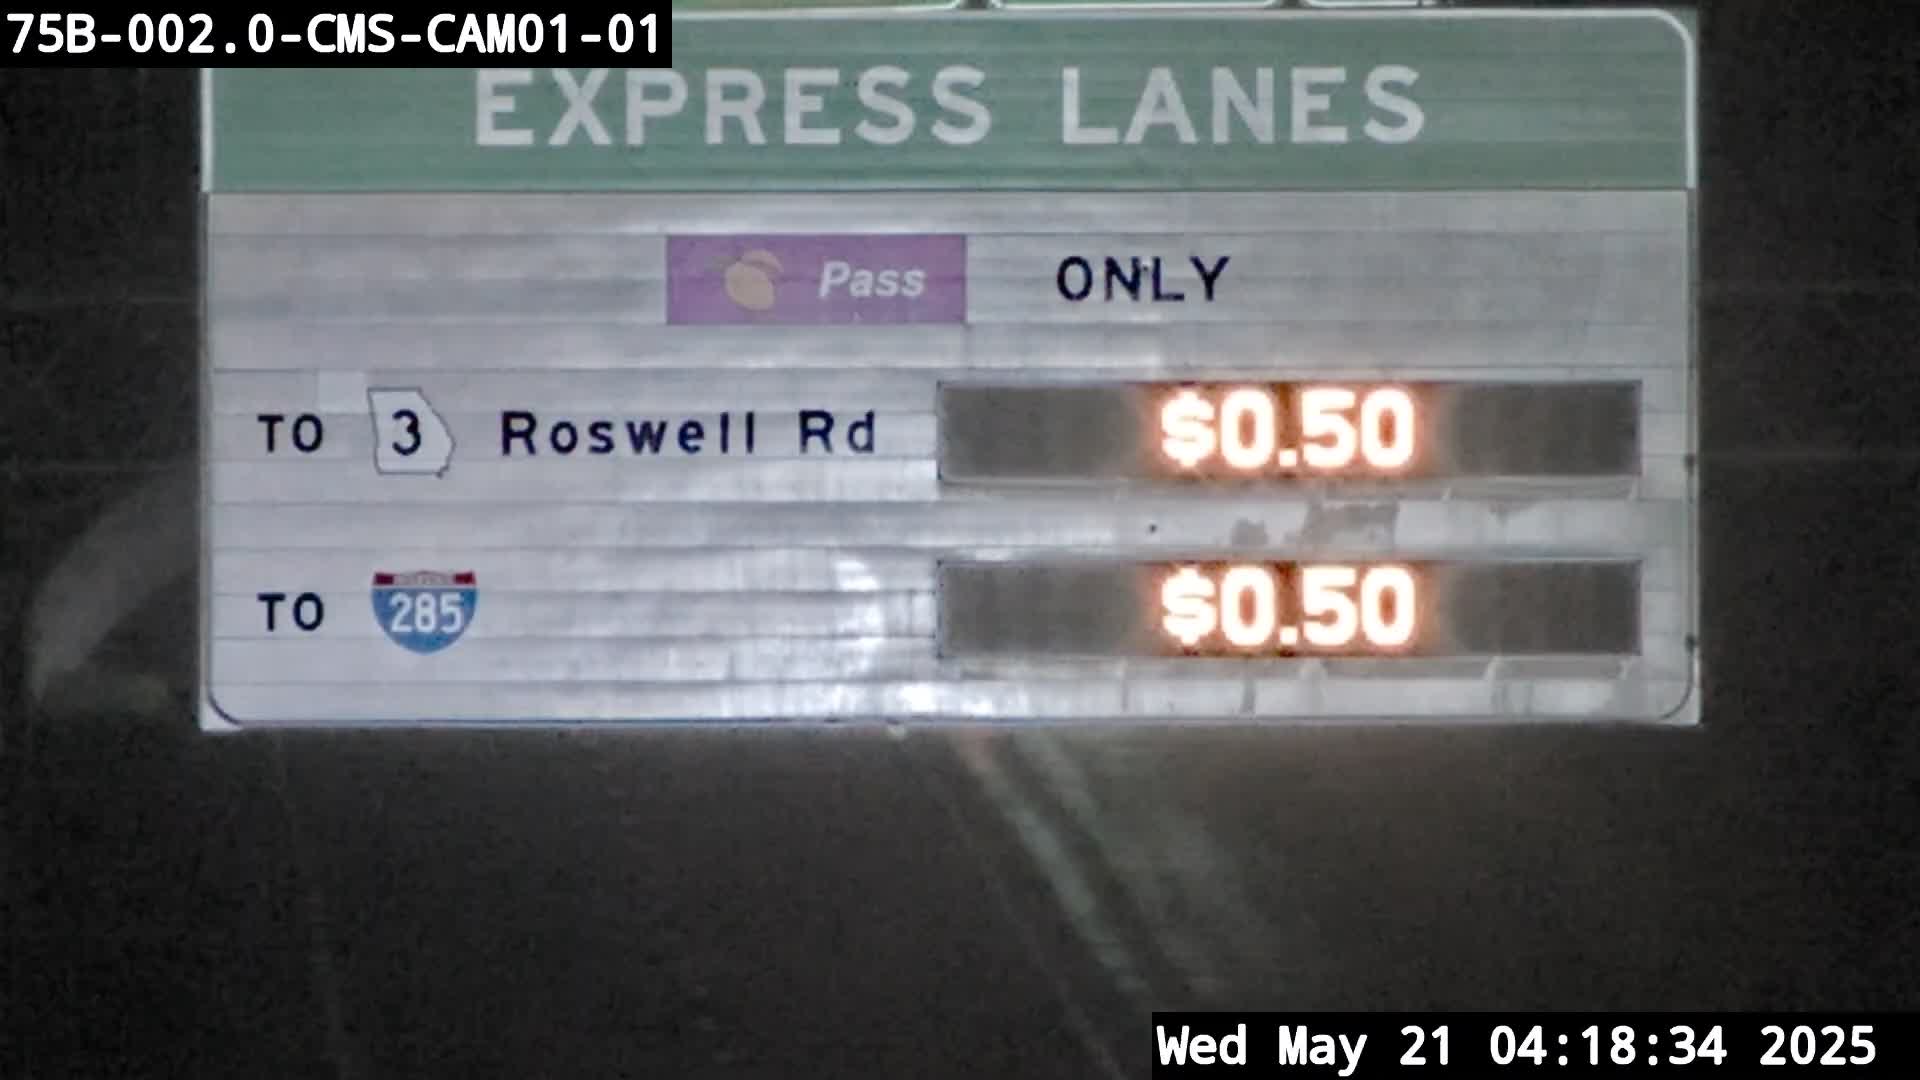 75B-002.0-CMS-CAM01-01
EXPRESS LANES
Pass ONLY
TO 3 Roswell Rd $0.50
TO 285 $0.50
Wed May 21 04:18:34 2025